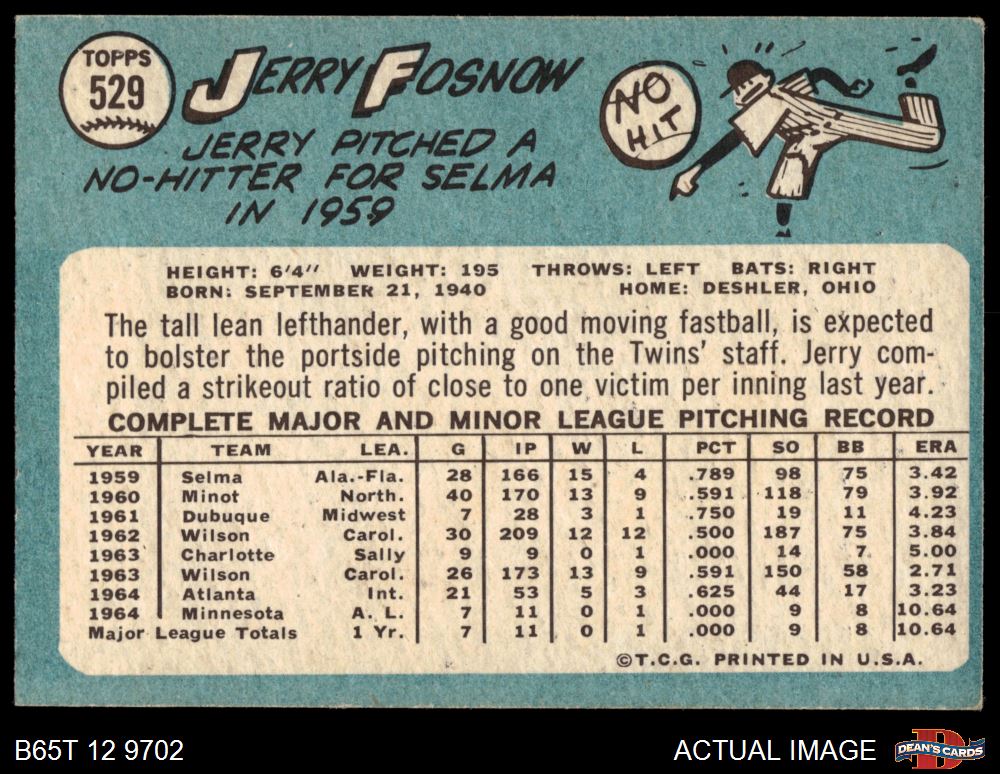 TOPPS
529
JERRY FOSNOW
NO
HIT
JERRY PITCHED A
NO-HITTER FOR SELMA
IN 1959
HEIGHT: 6'4" WEIGHT: 195 THROWS: LEFT BATS: RIGHT
BORN: SEPTEMBER 21, 1940 HOME: DESHLER, OHIO
The tall lean lefthander, with a good moving fastball, is expected
to bolster the portside pitching on the Twins' staff. Jerry com-
piled a strikeout ratio of close to one victim per inning last year.
COMPLETE MAJOR AND MINOR LEAGUE PITCHING RECORD
YEAR TEAM LEA. G IP W L PCT SO BB ERA
1959 Selma Ala.-Fla. 28 166 15 4 .789 98 75 3.42
1960 Minot North. 40 170 13 9 .591 118 79 3.92
1961 Dubuque Midwest 7 28 3 1 .750 19 11 4.23
1962 Wilson Carol. 30 209 12 12 .500 187 75 3.84
1963 Charlotte Sally 9 9 0 1 .000 14 7 5.00
1963 Wilson Carol. 26 173 13 9 .591 150 58 2.71
1964 Atlanta Int. 21 53 5 3 .625 44 17 3.23
1964 Minnesota A. L. 7 11 0 1 .000 9 8 10.64
Major League Totals 1 Yr. 7 11 0 1 .000 9 8 10.64
©T.C.G. PRINTED IN U.S.A.
B65T 12 9702 ACTUAL IMAGE D DEAN'S CARDS